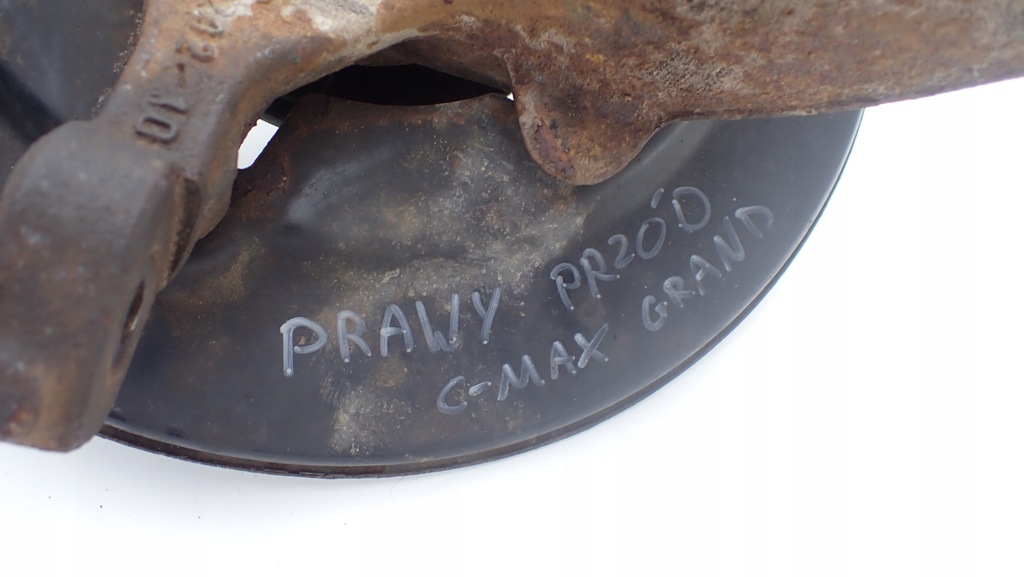 PRAWY PRZÓD
C-MAX GRAND